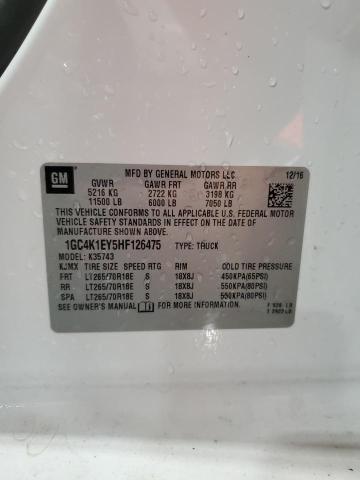 GM
MFD BY GENERAL MOTORS LLC 12/16
GVWR GAWR FRT GAWR RR
5216 KG 2722 KG 3198 KG
11500 LB 6000 LB 7050 LB
THIS VEHICLE CONFORMS TO ALL APPLICABLE U.S. FEDERAL MOTOR
VEHICLE SAFETY STANDARDS IN EFFECT ON THE DATE OF
MANUFACTURE SHOWN ABOVE.
1GC4K1EY5HF126475 TYPE: TRUCK
MODEL: K35743
KJMX TIRE SIZE SPEED RTG RIM COLD TIRE PRESSURE
FRT LT265/70R18E S 18X8J 450KPA(65PSI)
RR LT265/70R18E S 18X8J 550KPA(80PSI)
SPA LT265/70R18E S 18X8J 550KPA(80PSI)
SEE OWNER'S MANUAL FOR MORE INFORMATION